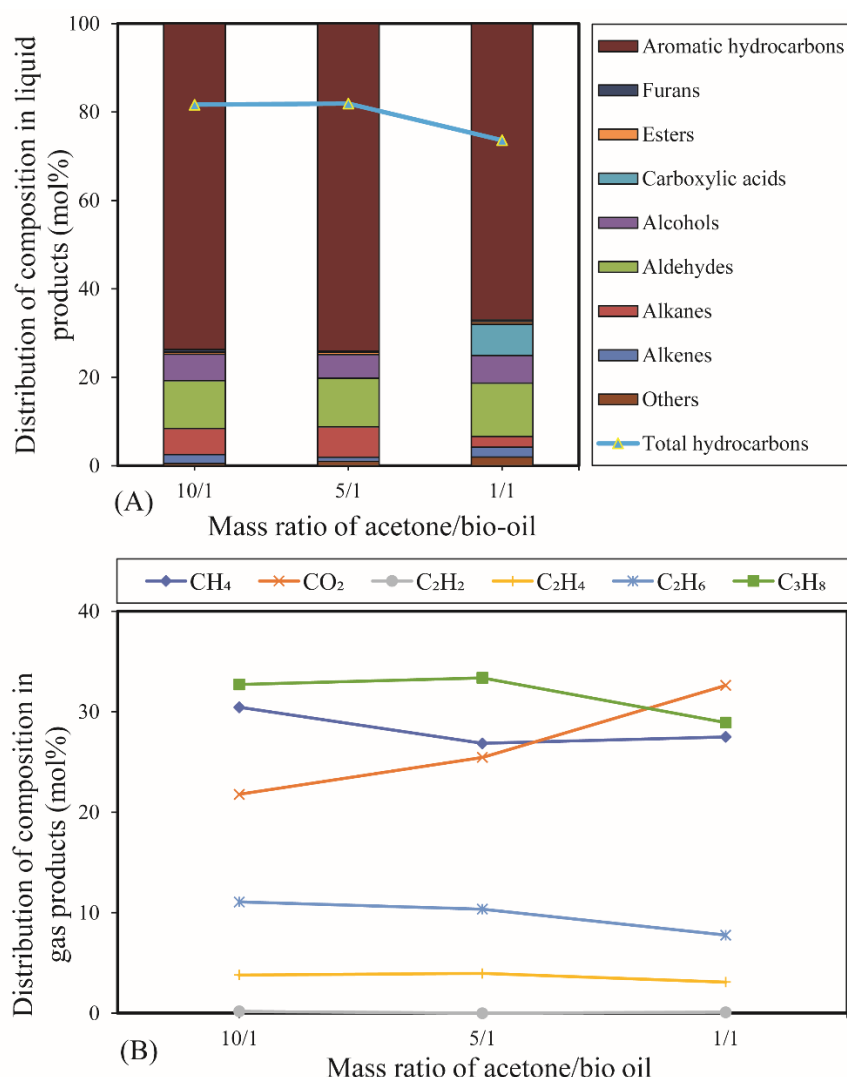 Distribution of composition in liquid
products (mol%)
100
80
60
40
20
0
10/1
5/1
1/1
(A)
Mass ratio of acetone/bio-oil
Aromatic hydrocarbons
Furans
Esters
Carboxylic acids
Alcohols
Aldehydes
Alkanes
Alkenes
Others
Total hydrocarbons
CH₄ CO₂ C₂H₂ C₂H₄ C₂H₆ C₃H₈
Distribution of composition in
gas products (mol%)
40
30
20
10
0
10/1
5/1
1/1
(B)
Mass ratio of acetone/bio oil